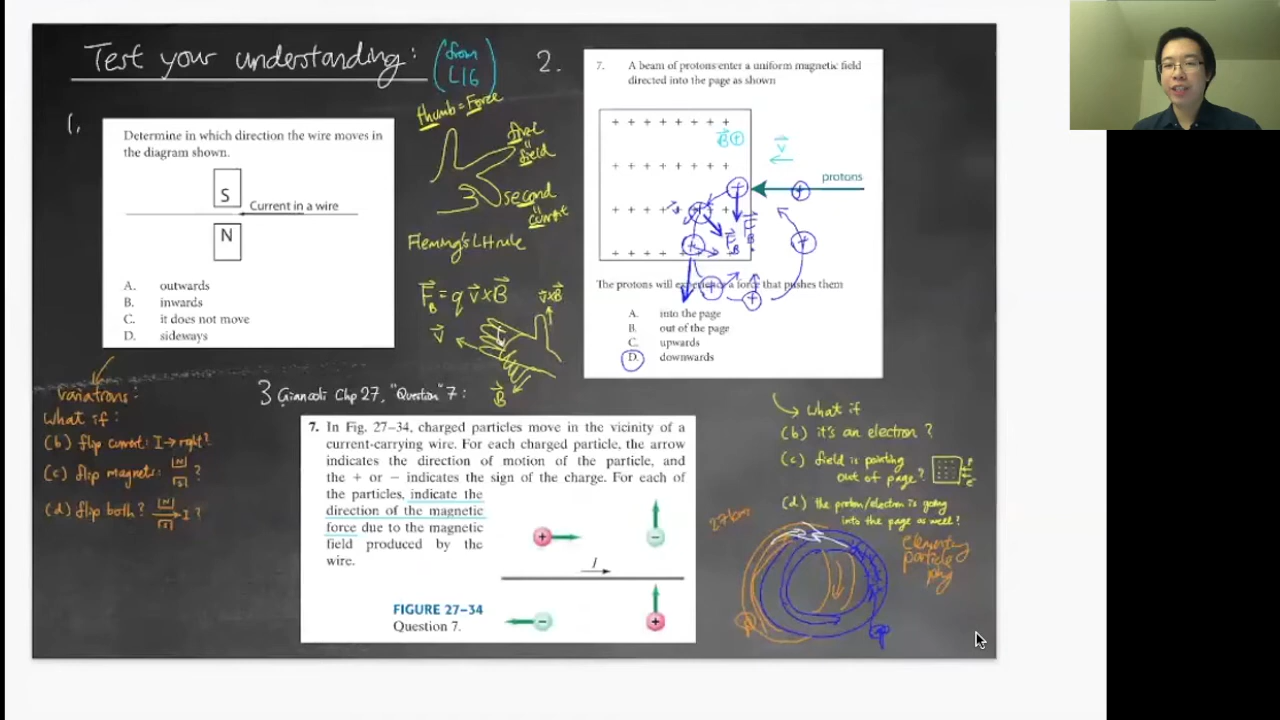 Test your understanding:
(from
L16)
1.
Determine in which direction the wire moves in
the diagram shown.
S
Current in a wire
N
A. outwards
B. inwards
C. it does not move
D. sideways
thumb = Force
first
=
field
second
=
current
Fleming's LH rule
F_B = q v x B
v x B
v
B
2.
7. A beam of protons enter a uniform magnetic field
directed into the page as shown
+ + + + + + + +
B
v
+ + + + + + + +
protons
+ + +
v
F_B
F_B
+ + +
The protons will experience a force that pushes them
A. into the page
B. out of the page
C. upwards
D. downwards
variations:
What if:
(b) flip current: I → right?
(c) flip magnets: N
S ?
(d) flip both? N
S → I ?
3 Giancoli Chp 27, "Question" 7:
7. In Fig. 27–34, charged particles move in the vicinity of a
current-carrying wire. For each charged particle, the arrow
indicates the direction of motion of the particle, and
the + or − indicates the sign of the charge. For each of
the particles, indicate the
direction of the magnetic
force due to the magnetic
field produced by the
wire.
+
−
I
−
+
FIGURE 27–34
Question 7.
What if
(b) it's an electron?
(c) field is pointing
out of page?
(d) the proton/electron is going
into the page as well?
27km
elementary
particle
phy